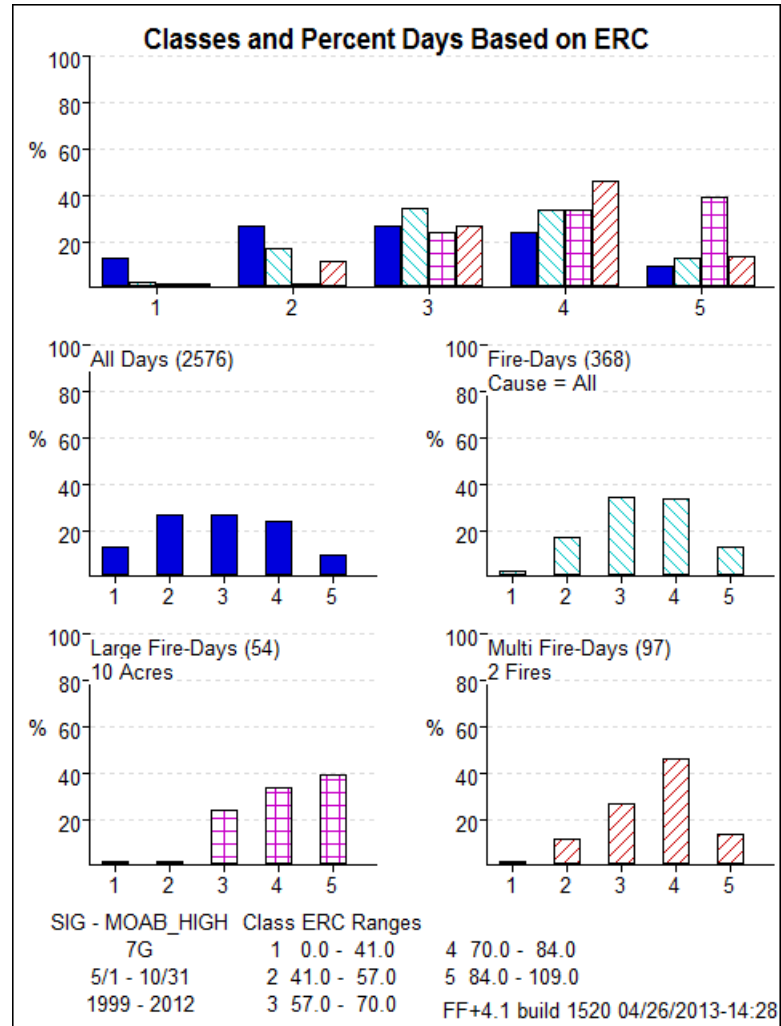 Classes and Percent Days Based on ERC
100
80
% 60
40
20
1 2 3 4 5
100 All Days (2576)
80
% 60
40
20
1 2 3 4 5
100 Fire-Days (368)
Cause = All
80
% 60
40
20
1 2 3 4 5
100 Large Fire-Days (54)
80 10 Acres
% 60
40
20
1 2 3 4 5
100 Multi Fire-Days (97)
80 2 Fires
% 60
40
20
1 2 3 4 5
SIG - MOAB_HIGH Class ERC Ranges
7G 1 0.0 - 41.0 4 70.0 - 84.0
5/1 - 10/31 2 41.0 - 57.0 5 84.0 - 109.0
1999 - 2012 3 57.0 - 70.0 FF+4.1 build 1520 04/26/2013-14:28